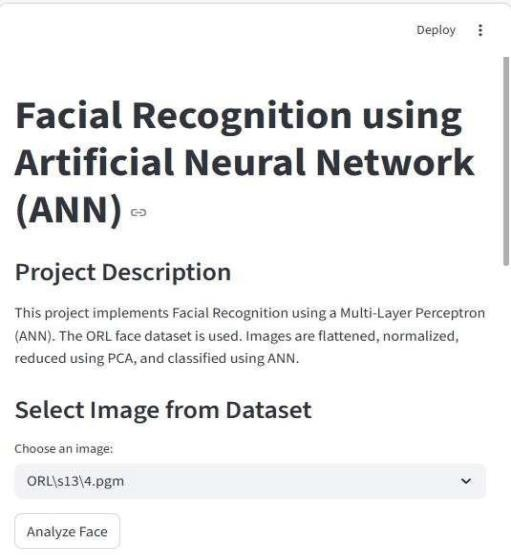 Deploy
Facial Recognition using
Artificial Neural Network
(ANN)
Project Description
This project implements Facial Recognition using a Multi-Layer Perceptron
(ANN). The ORL face dataset is used. Images are flattened, normalized,
reduced using PCA, and classified using ANN.
Select Image from Dataset
Choose an image:
ORL\s13\4.pgm
Analyze Face